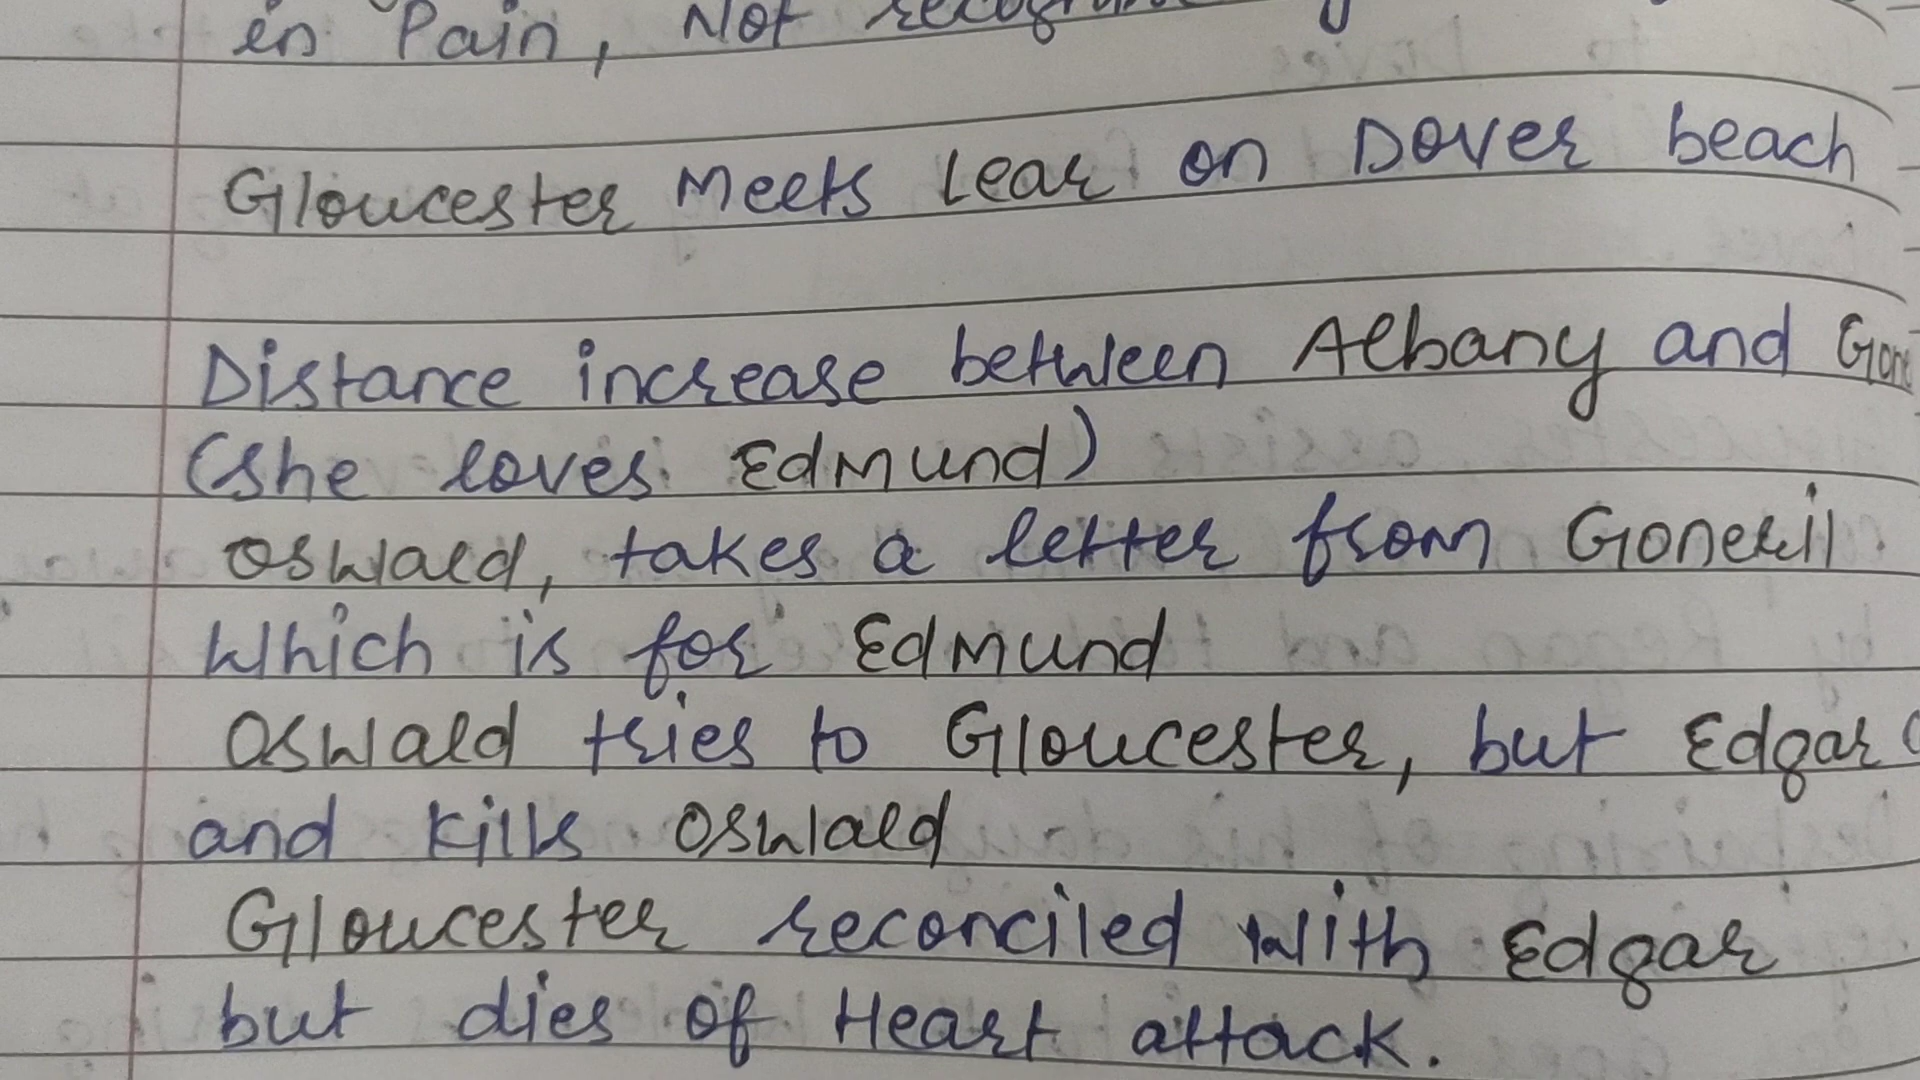 in Pain, Not
Gloucester Meets Lear on Dover beach
Distance increase between Albany and
(she loves Edmund)
Oswald, takes a letter from Goneril
Which is for Edmund
Oswald tries to Gloucester, but Edgar
and kills Oswald
Gloucester reconciled with Edgar
but dies of Heart attack.